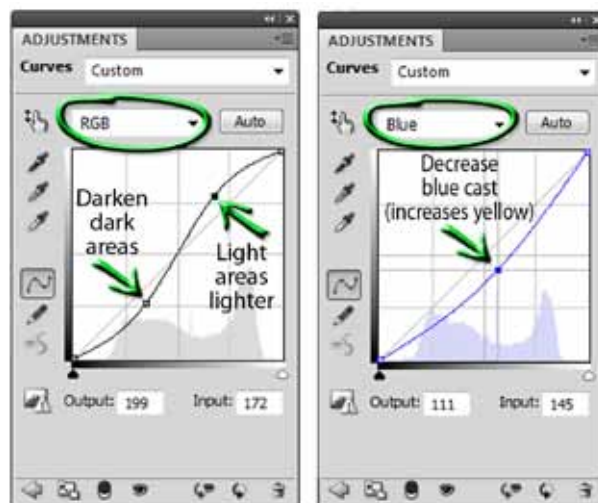 ADJUSTMENTS
Curves Custom
RGB Auto
Darken
dark
areas
Light
areas
lighter
Output: 199 Input: 172
ADJUSTMENTS
Curves Custom
Blue Auto
Decrease
blue cast
(increases yellow)
Output: 111 Input: 145